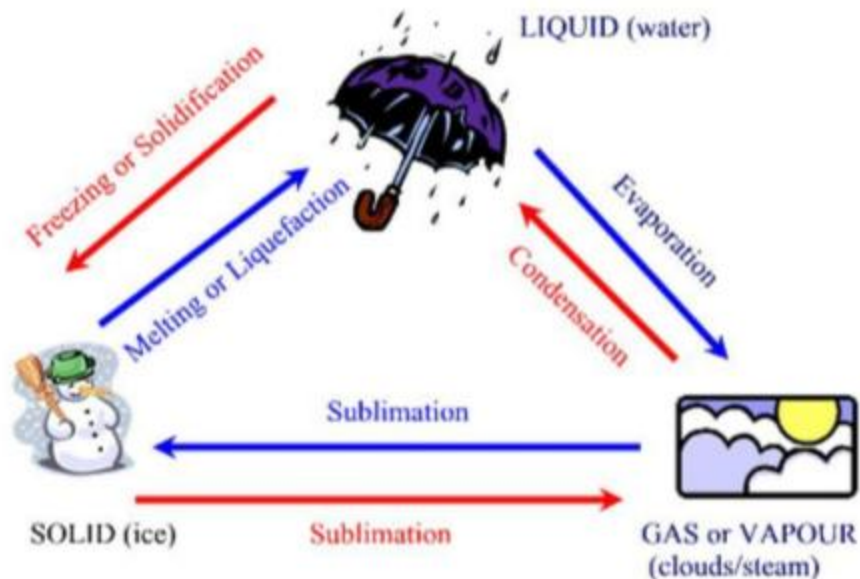 LIQUID (water)
Freezing or Solidification
Melting or Liquefaction
Evaporation
Condensation
Sublimation
Sublimation
SOLID (ice)
GAS or VAPOUR
(clouds/steam)